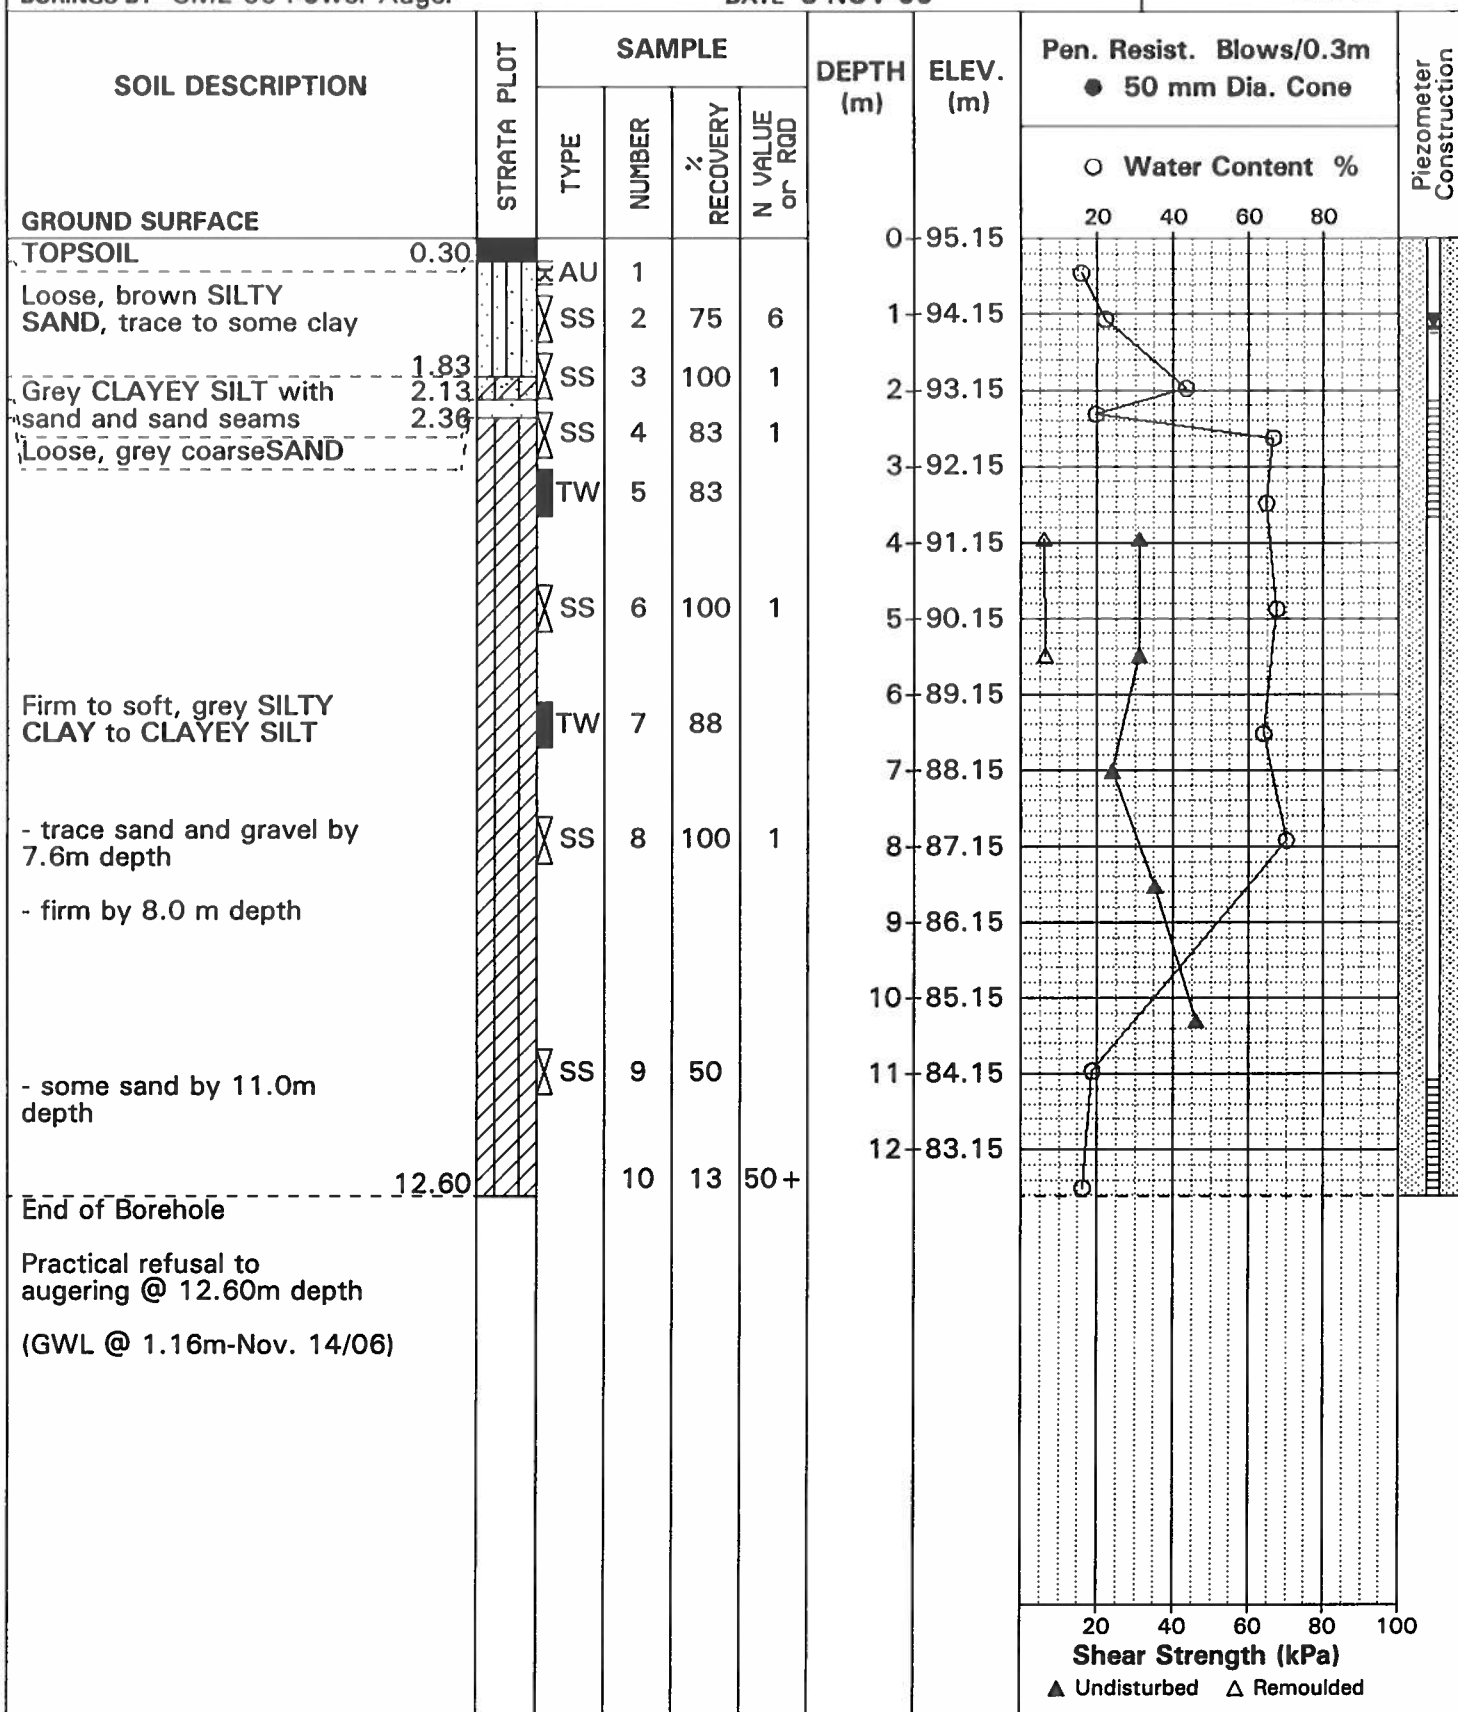 SOIL DESCRIPTION
GROUND SURFACE
STRATA PLOT
SAMPLE
TYPE
NUMBER
% RECOVERY
N VALUE or RQD
DEPTH (m)
ELEV. (m)
Pen. Resist. Blows/0.3m
● 50 mm Dia. Cone
○ Water Content %
20 40 60 80
Piezometer Construction
TOPSOIL 0.30
Loose, brown SILTY
SAND, trace to some clay
1.83
Grey CLAYEY SILT with 2.13
sand and sand seams 2.36
Loose, grey coarseSAND
Firm to soft, grey SILTY
CLAY to CLAYEY SILT
- trace sand and gravel by
7.6m depth
- firm by 8.0 m depth
- some sand by 11.0m
depth
12.60
End of Borehole
Practical refusal to
augering @ 12.60m depth
(GWL @ 1.16m-Nov. 14/06)
AU 1
SS 2 75 6
SS 3 100 1
SS 4 83 1
TW 5 83
SS 6 100 1
TW 7 88
SS 8 100 1
SS 9 50
10 13 50+
0 95.15
1 94.15
2 93.15
3 92.15
4 91.15
5 90.15
6 89.15
7 88.15
8 87.15
9 86.15
10 85.15
11 84.15
12 83.15
20 40 60 80 100
Shear Strength (kPa)
▲ Undisturbed △ Remoulded